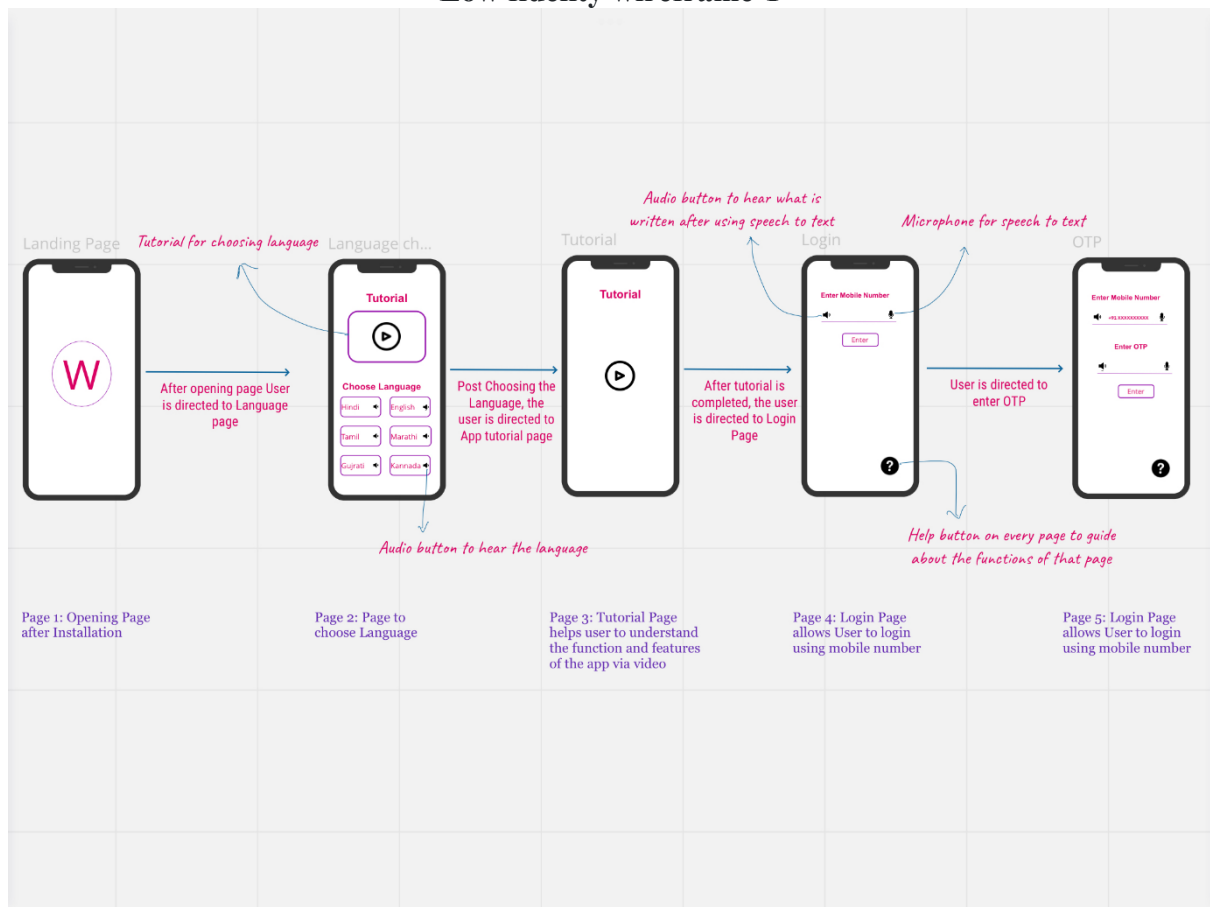 Landing Page
Tutorial for choosing language
Language ch...
Tutorial
Audio button to hear what is
written after using speech to text
Login
Microphone for speech to text
OTP
W
After opening page User
is directed to Language
page
Tutorial
Choose Language
Hindi
English
Tamil
Marathi
Gujrati
Kannada
Audio button to hear the language
Post Choosing the
Language, the
user is directed to
App tutorial page
Tutorial
After tutorial is
completed, the user
is directed to Login
Page
Enter Mobile Number
Enter
?
Help button on every page to guide
about the functions of that page
User is directed to
enter OTP
Enter Mobile Number
+91 XXXXXXXXXX
Enter OTP
Enter
?
Page 1: Opening Page
after Installation
Page 2: Page to
choose Language
Page 3: Tutorial Page
helps user to understand
the function and features
of the app via video
Page 4: Login Page
allows User to login
using mobile number
Page 5: Login Page
allows User to login
using mobile number